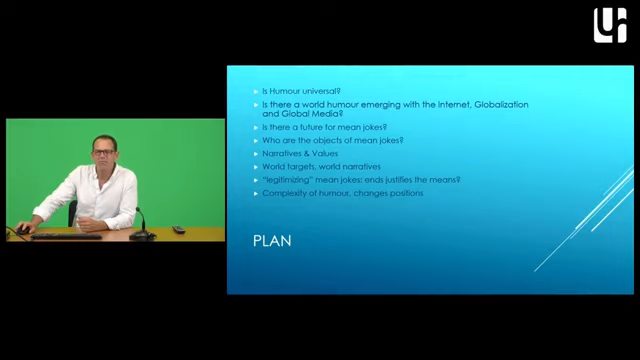 Is Humour universal?
Is there a world humour emerging with the Internet, Globalization
and Global Media?
Is there a future for mean jokes?
Who are the objects of mean jokes?
Narratives & Values
World targets, world narratives
"legitimizing" mean jokes: ends justifies the means?
Complexity of humour, changes positions
PLAN